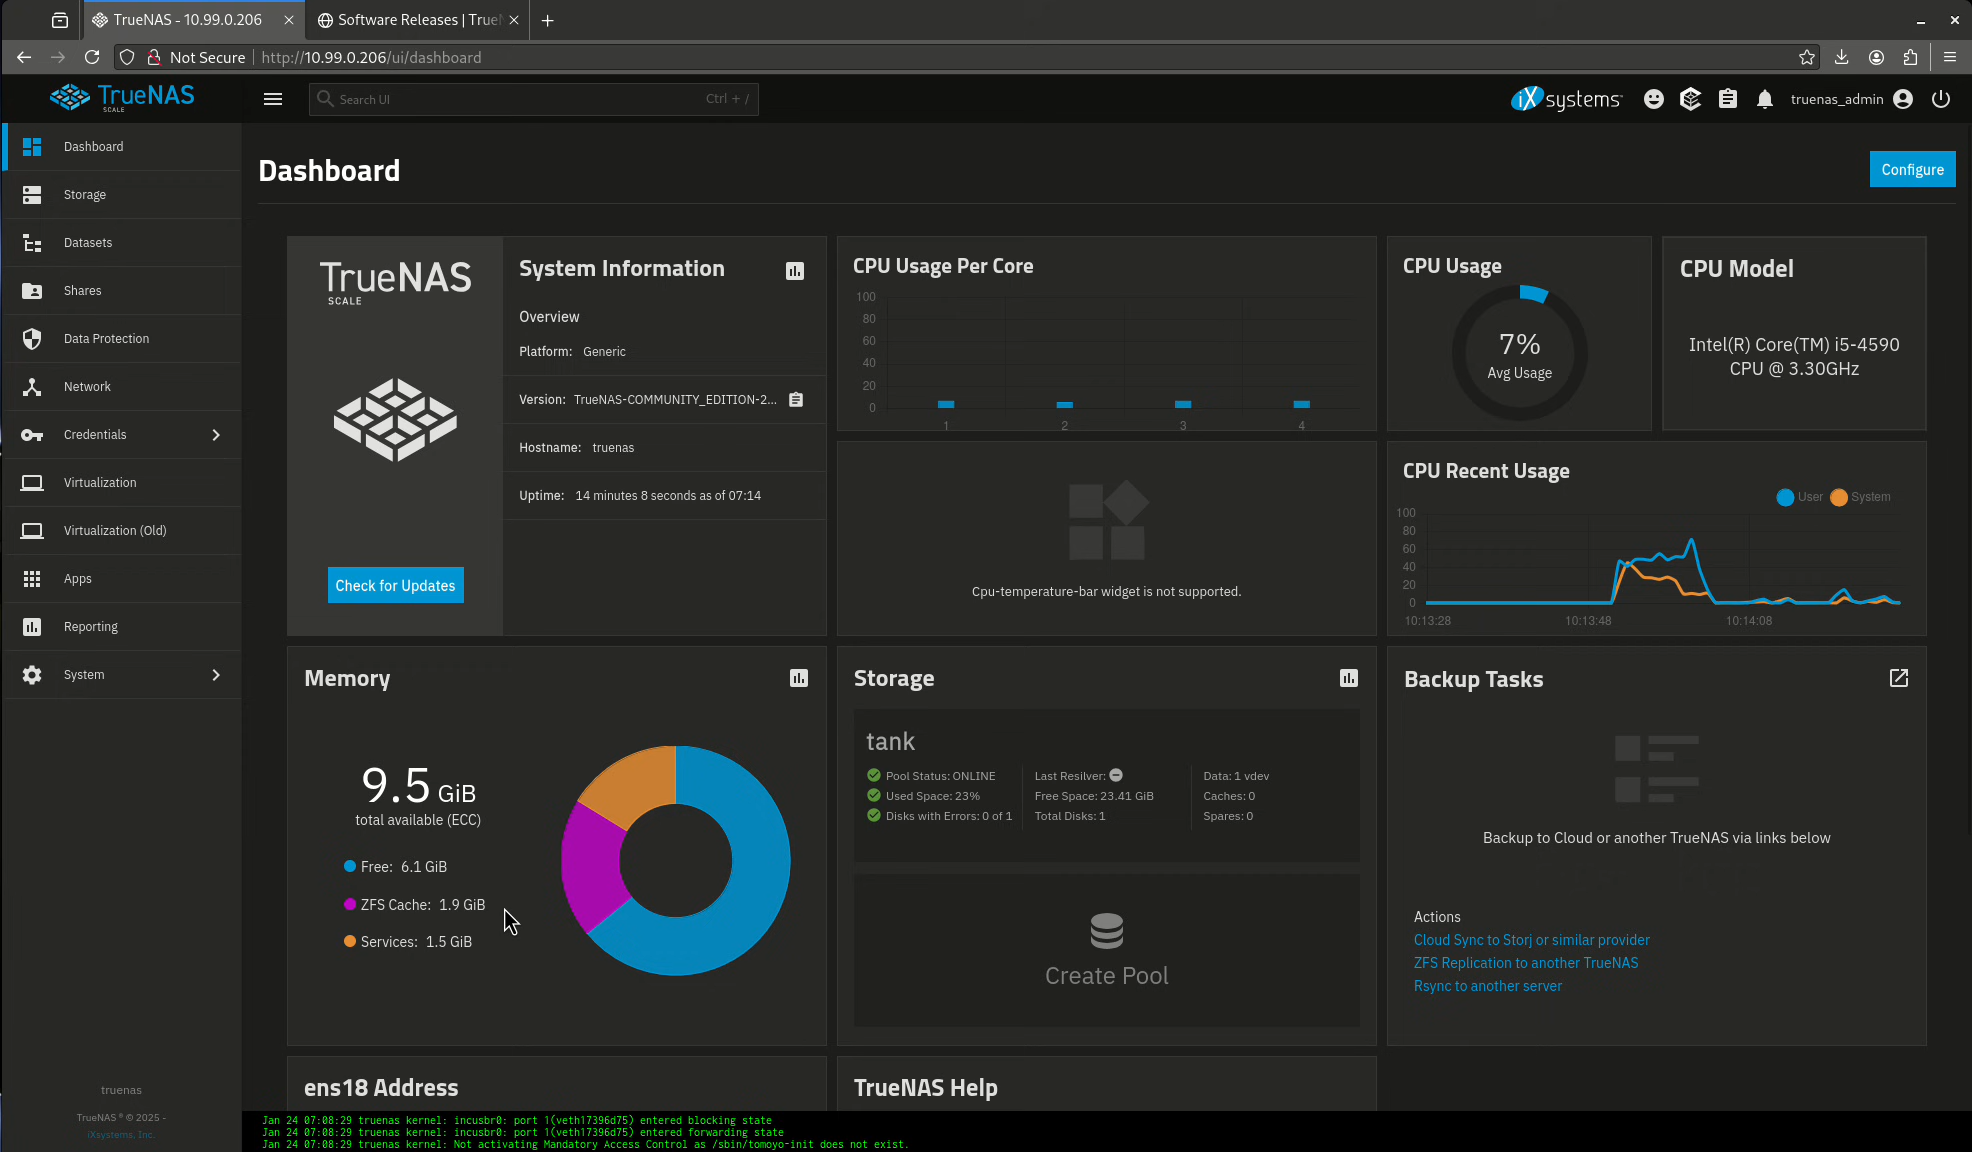 TrueNAS - 10.99.0.206
Software Releases | True
Not Secure
http://10.99.0.206/ui/dashboard
TrueNAS
SCALE
Search UI
Ctrl + /
iXsystems
truenas_admin
Dashboard
Storage
Datasets
Shares
Data Protection
Network
Credentials
Virtualization
Virtualization (Old)
Apps
Reporting
System
truenas
TrueNAS ® © 2025 -
iXsystems, Inc.
Dashboard
Configure
TrueNAS
SCALE
Check for Updates
System Information
Overview
Platform: Generic
Version: TrueNAS-COMMUNITY_EDITION-2...
Hostname: truenas
Uptime: 14 minutes 8 seconds as of 07:14
CPU Usage Per Core
100
80
60
40
20
0
1 2 3 4
CPU Usage
7%
Avg Usage
CPU Model
Intel(R) Core(TM) i5-4590
CPU @ 3.30GHz
Cpu-temperature-bar widget is not supported.
CPU Recent Usage
User System
100
80
60
40
20
0
10:13:28 10:13:48 10:14:08
Memory
9.5 GiB
total available (ECC)
Free: 6.1 GiB
ZFS Cache: 1.9 GiB
Services: 1.5 GiB
Storage
tank
Pool Status: ONLINE
Used Space: 23%
Disks with Errors: 0 of 1
Last Resilver:
Free Space: 23.41 GiB
Total Disks: 1
Data: 1 vdev
Caches: 0
Spares: 0
Create Pool
Backup Tasks
Backup to Cloud or another TrueNAS via links below
Actions
Cloud Sync to Storj or similar provider
ZFS Replication to another TrueNAS
Rsync to another server
ens18 Address
TrueNAS Help
Jan 24 07:08:29 truenas kernel: incusbr0: port 1(veth17396d75) entered blocking state
Jan 24 07:08:29 truenas kernel: incusbr0: port 1(veth17396d75) entered forwarding state
Jan 24 07:08:29 truenas kernel: Not activating Mandatory Access Control as /sbin/tomoyo-init does not exist.